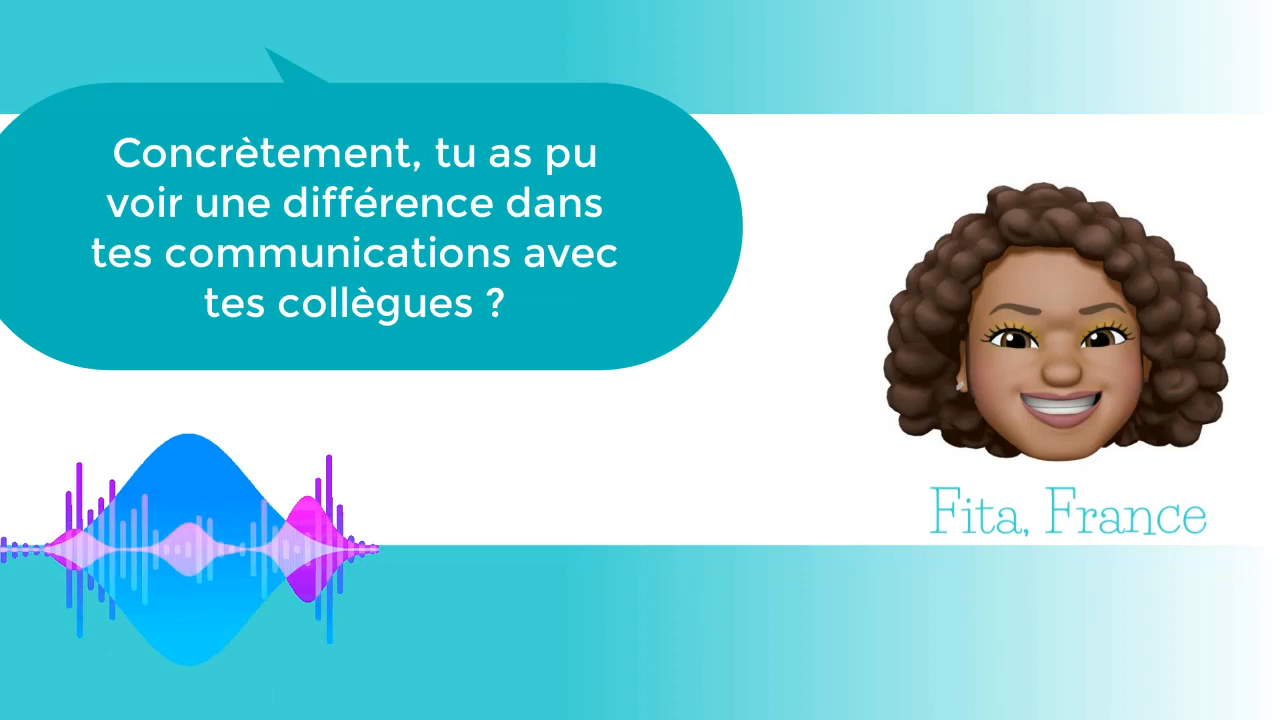 Concrètement, tu as pu
voir une différence dans
tes communications avec
tes collègues ?
Fita, France